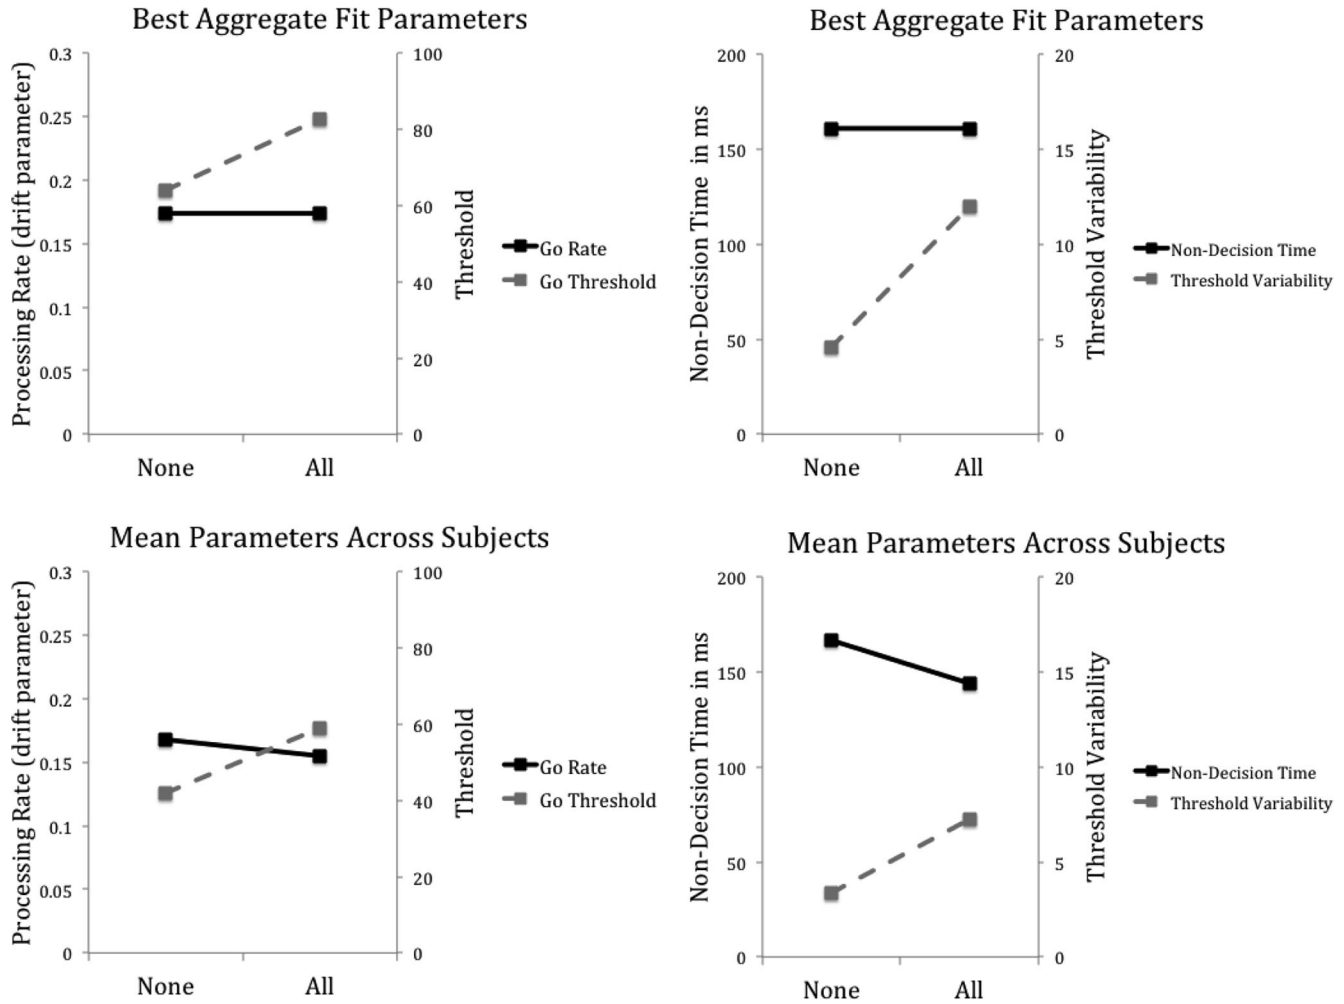 Best Aggregate Fit Parameters
Processing Rate (drift parameter)
0.3
0.25
0.2
0.15
0.1
0.05
0
100
80
60
40
20
0
Threshold
None All
Go Rate
Go Threshold
Best Aggregate Fit Parameters
Non-Decision Time in ms
200
150
100
50
0
20
15
10
5
0
Threshold Variability
None All
Non-Decision Time
Threshold Variability
Mean Parameters Across Subjects
Processing Rate (drift parameter)
0.3
0.25
0.2
0.15
0.1
0.05
0
100
80
60
40
20
0
Threshold
None All
Go Rate
Go Threshold
Mean Parameters Across Subjects
Non-Decision Time in ms
200
150
100
50
0
20
15
10
5
0
Threshold Variability
None All
Non-Decision Time
Threshold Variability